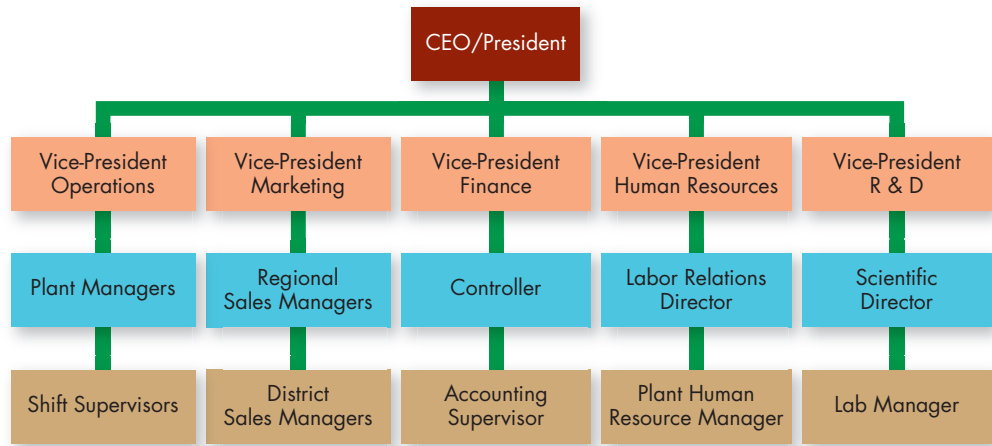 CEO/President
Vice-President
Operations
Vice-President
Marketing
Vice-President
Finance
Vice-President
Human Resources
Vice-President
R & D
Plant Managers
Regional
Sales Managers
Controller
Labor Relations
Director
Scientific
Director
Shift Supervisors
District
Sales Managers
Accounting
Supervisor
Plant Human
Resource Manager
Lab Manager